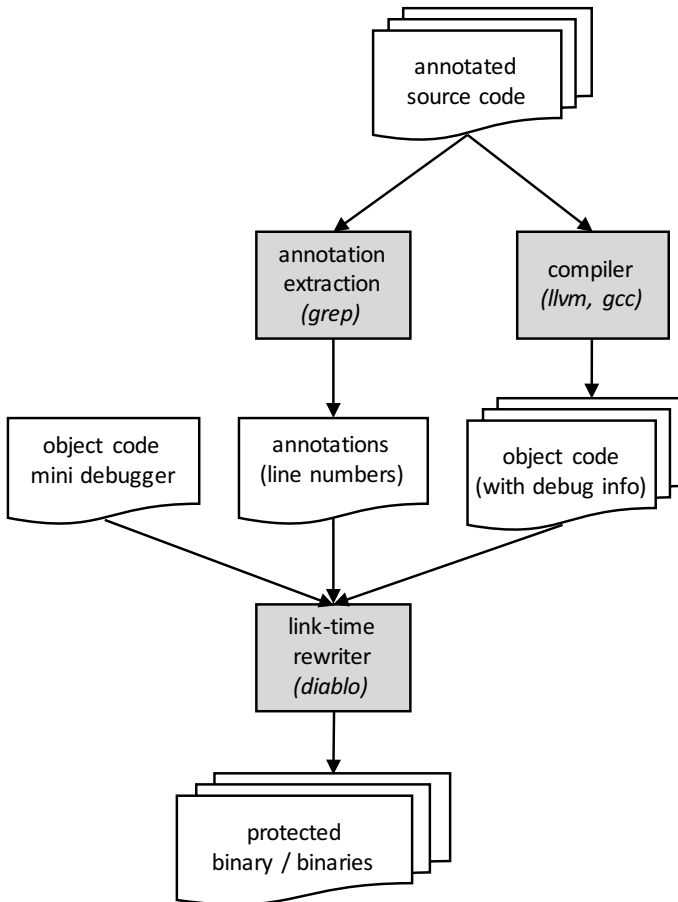 annotated
source code
annotation
extraction
(grep)
compiler
(llvm, gcc)
object code
mini debugger
annotations
(line numbers)
object code
(with debug info)
link-time
rewriter
(diablo)
protected
binary / binaries